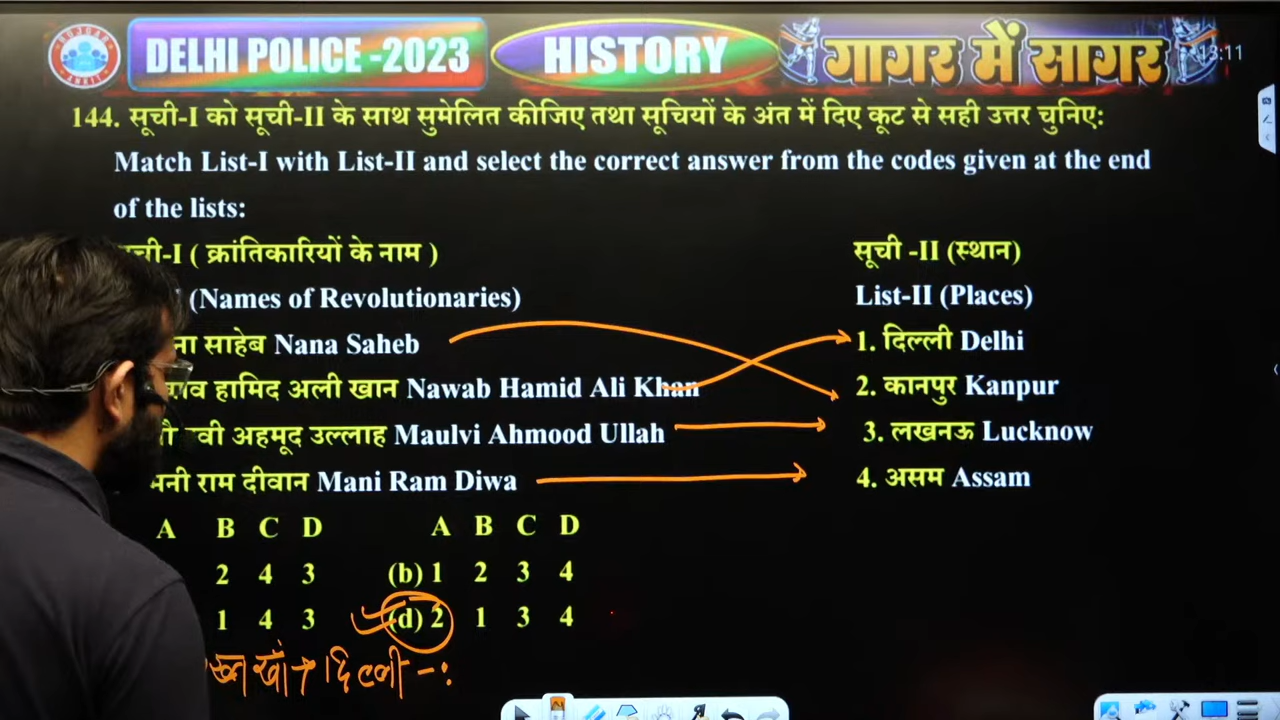 ROJGAR
ANKIT
DELHI POLICE -2023
HISTORY
गागर में सागर
13:11
144. सूची-I को सूची-II के साथ सुमेलित कीजिए तथा सूचियों के अंत में दिए कूट से सही उत्तर चुनिए:
Match List-I with List-II and select the correct answer from the codes given at the end
of the lists:
( क्रांतिकारियों के नाम )
सूची -II (स्थान)
(Names of Revolutionaries)
List-II (Places)
साहेब Nana Saheb
1. दिल्ली Delhi
हामिद अली खान Nawab Hamid Ali Khan
2. कानपुर Kanpur
अहमूद उल्लाह Maulvi Ahmood Ullah
3. लखनऊ Lucknow
मनी राम दीवान Mani Ram Diwa
4. असम Assam
A B C D A B C D
2 4 3 (b) 1 2 3 4
1 4 3 (d) 2 1 3 4
खाँ → दिल्ली -: